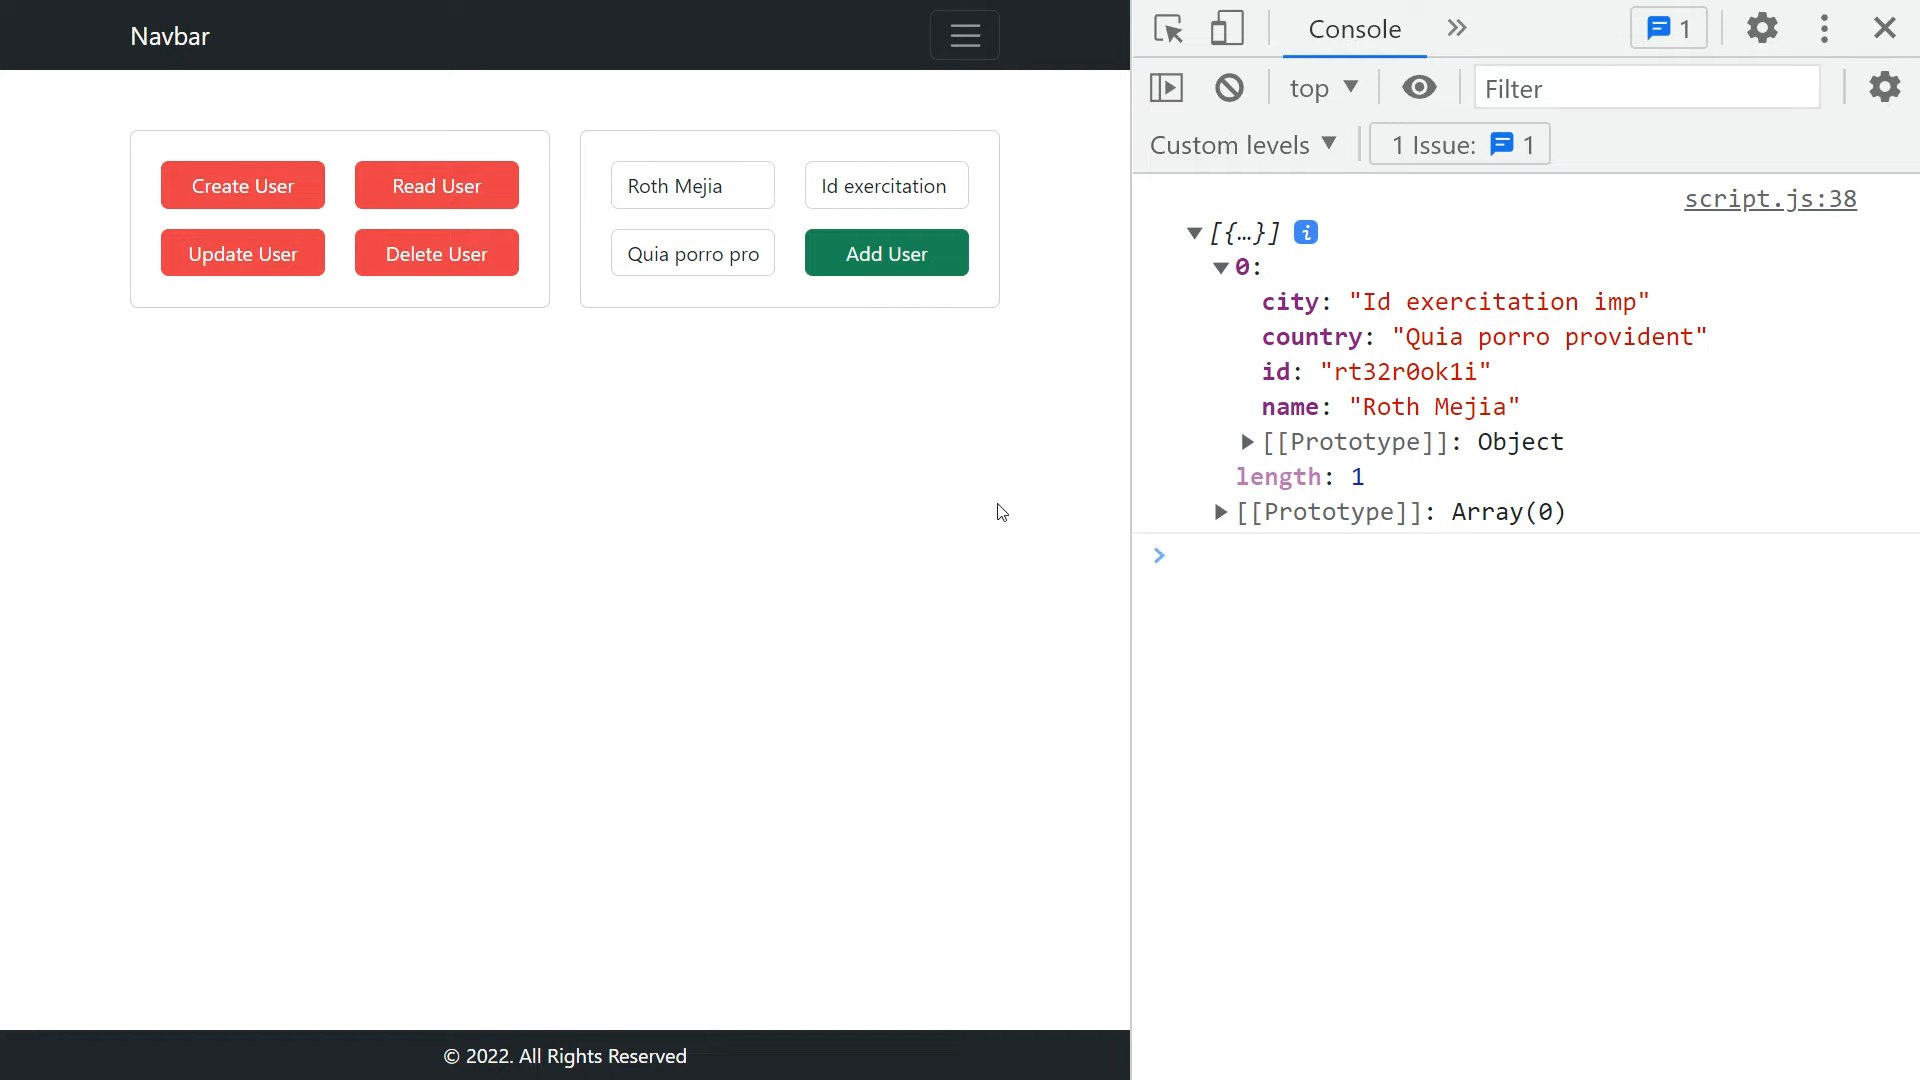 Navbar
Create User
Read User
Update User
Delete User
Roth Mejia
Id exercitation
Quia porro pro
Add User
© 2022. All Rights Reserved
Console
1
top
Filter
Custom levels
1 Issue: 1
script.js:38
[{…}]
0:
city: "Id exercitation imp"
country: "Quia porro provident"
id: "rt32r0ok1i"
name: "Roth Mejia"
[[Prototype]]: Object
length: 1
[[Prototype]]: Array(0)